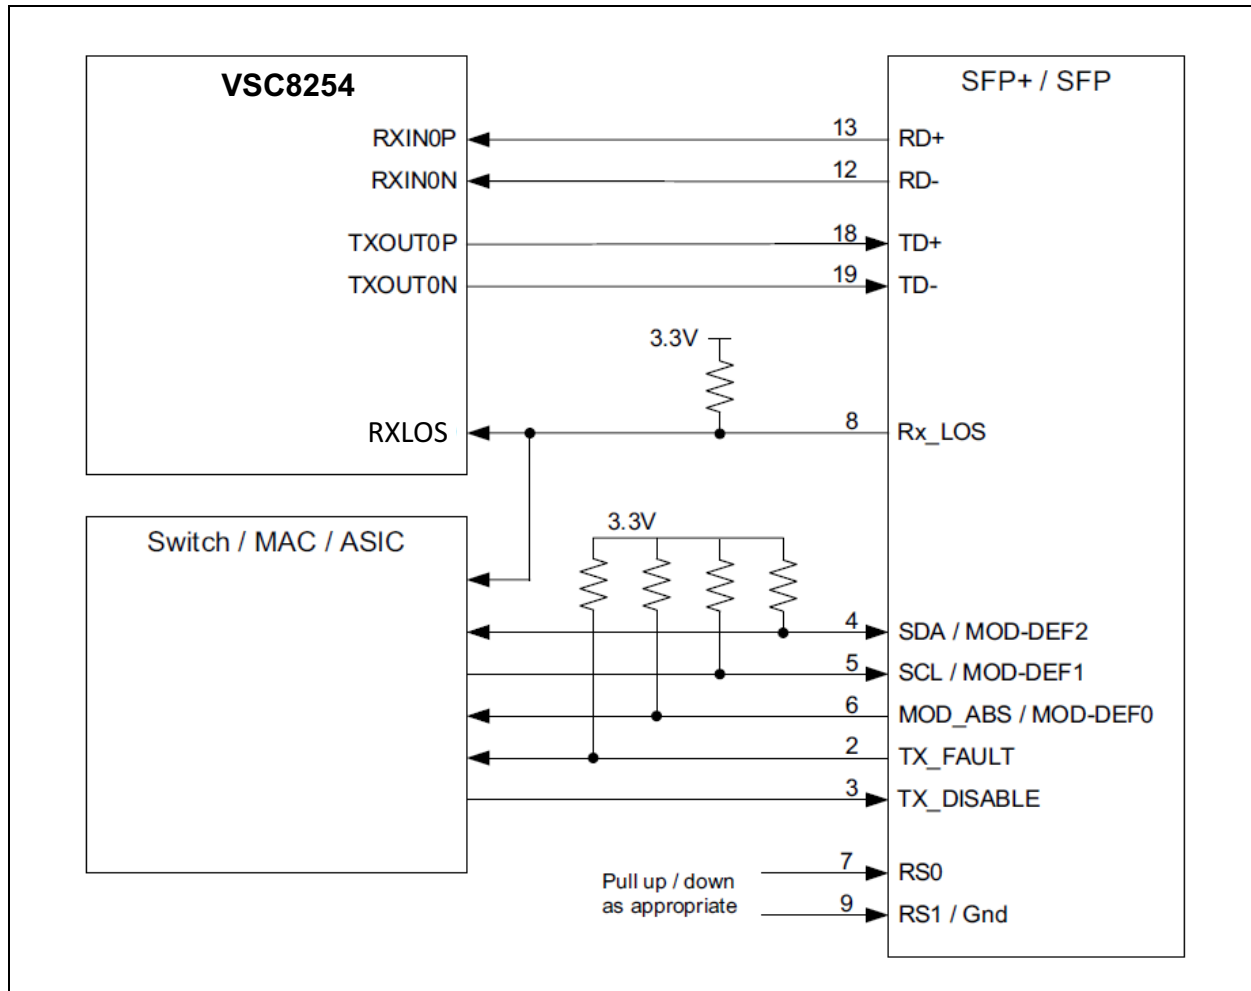 VSC8254
SFP+ / SFP
RXIN0P
13
RD+
RXIN0N
12
RD-
TXOUT0P
18
TD+
TXOUT0N
19
TD-
3.3V
RXLOS
8
Rx_LOS
Switch / MAC / ASIC
3.3V
4
SDA / MOD-DEF2
5
SCL / MOD-DEF1
6
MOD_ABS / MOD-DEF0
2
TX_FAULT
3
TX_DISABLE
Pull up / down
as appropriate
7
RS0
9
RS1 / Gnd